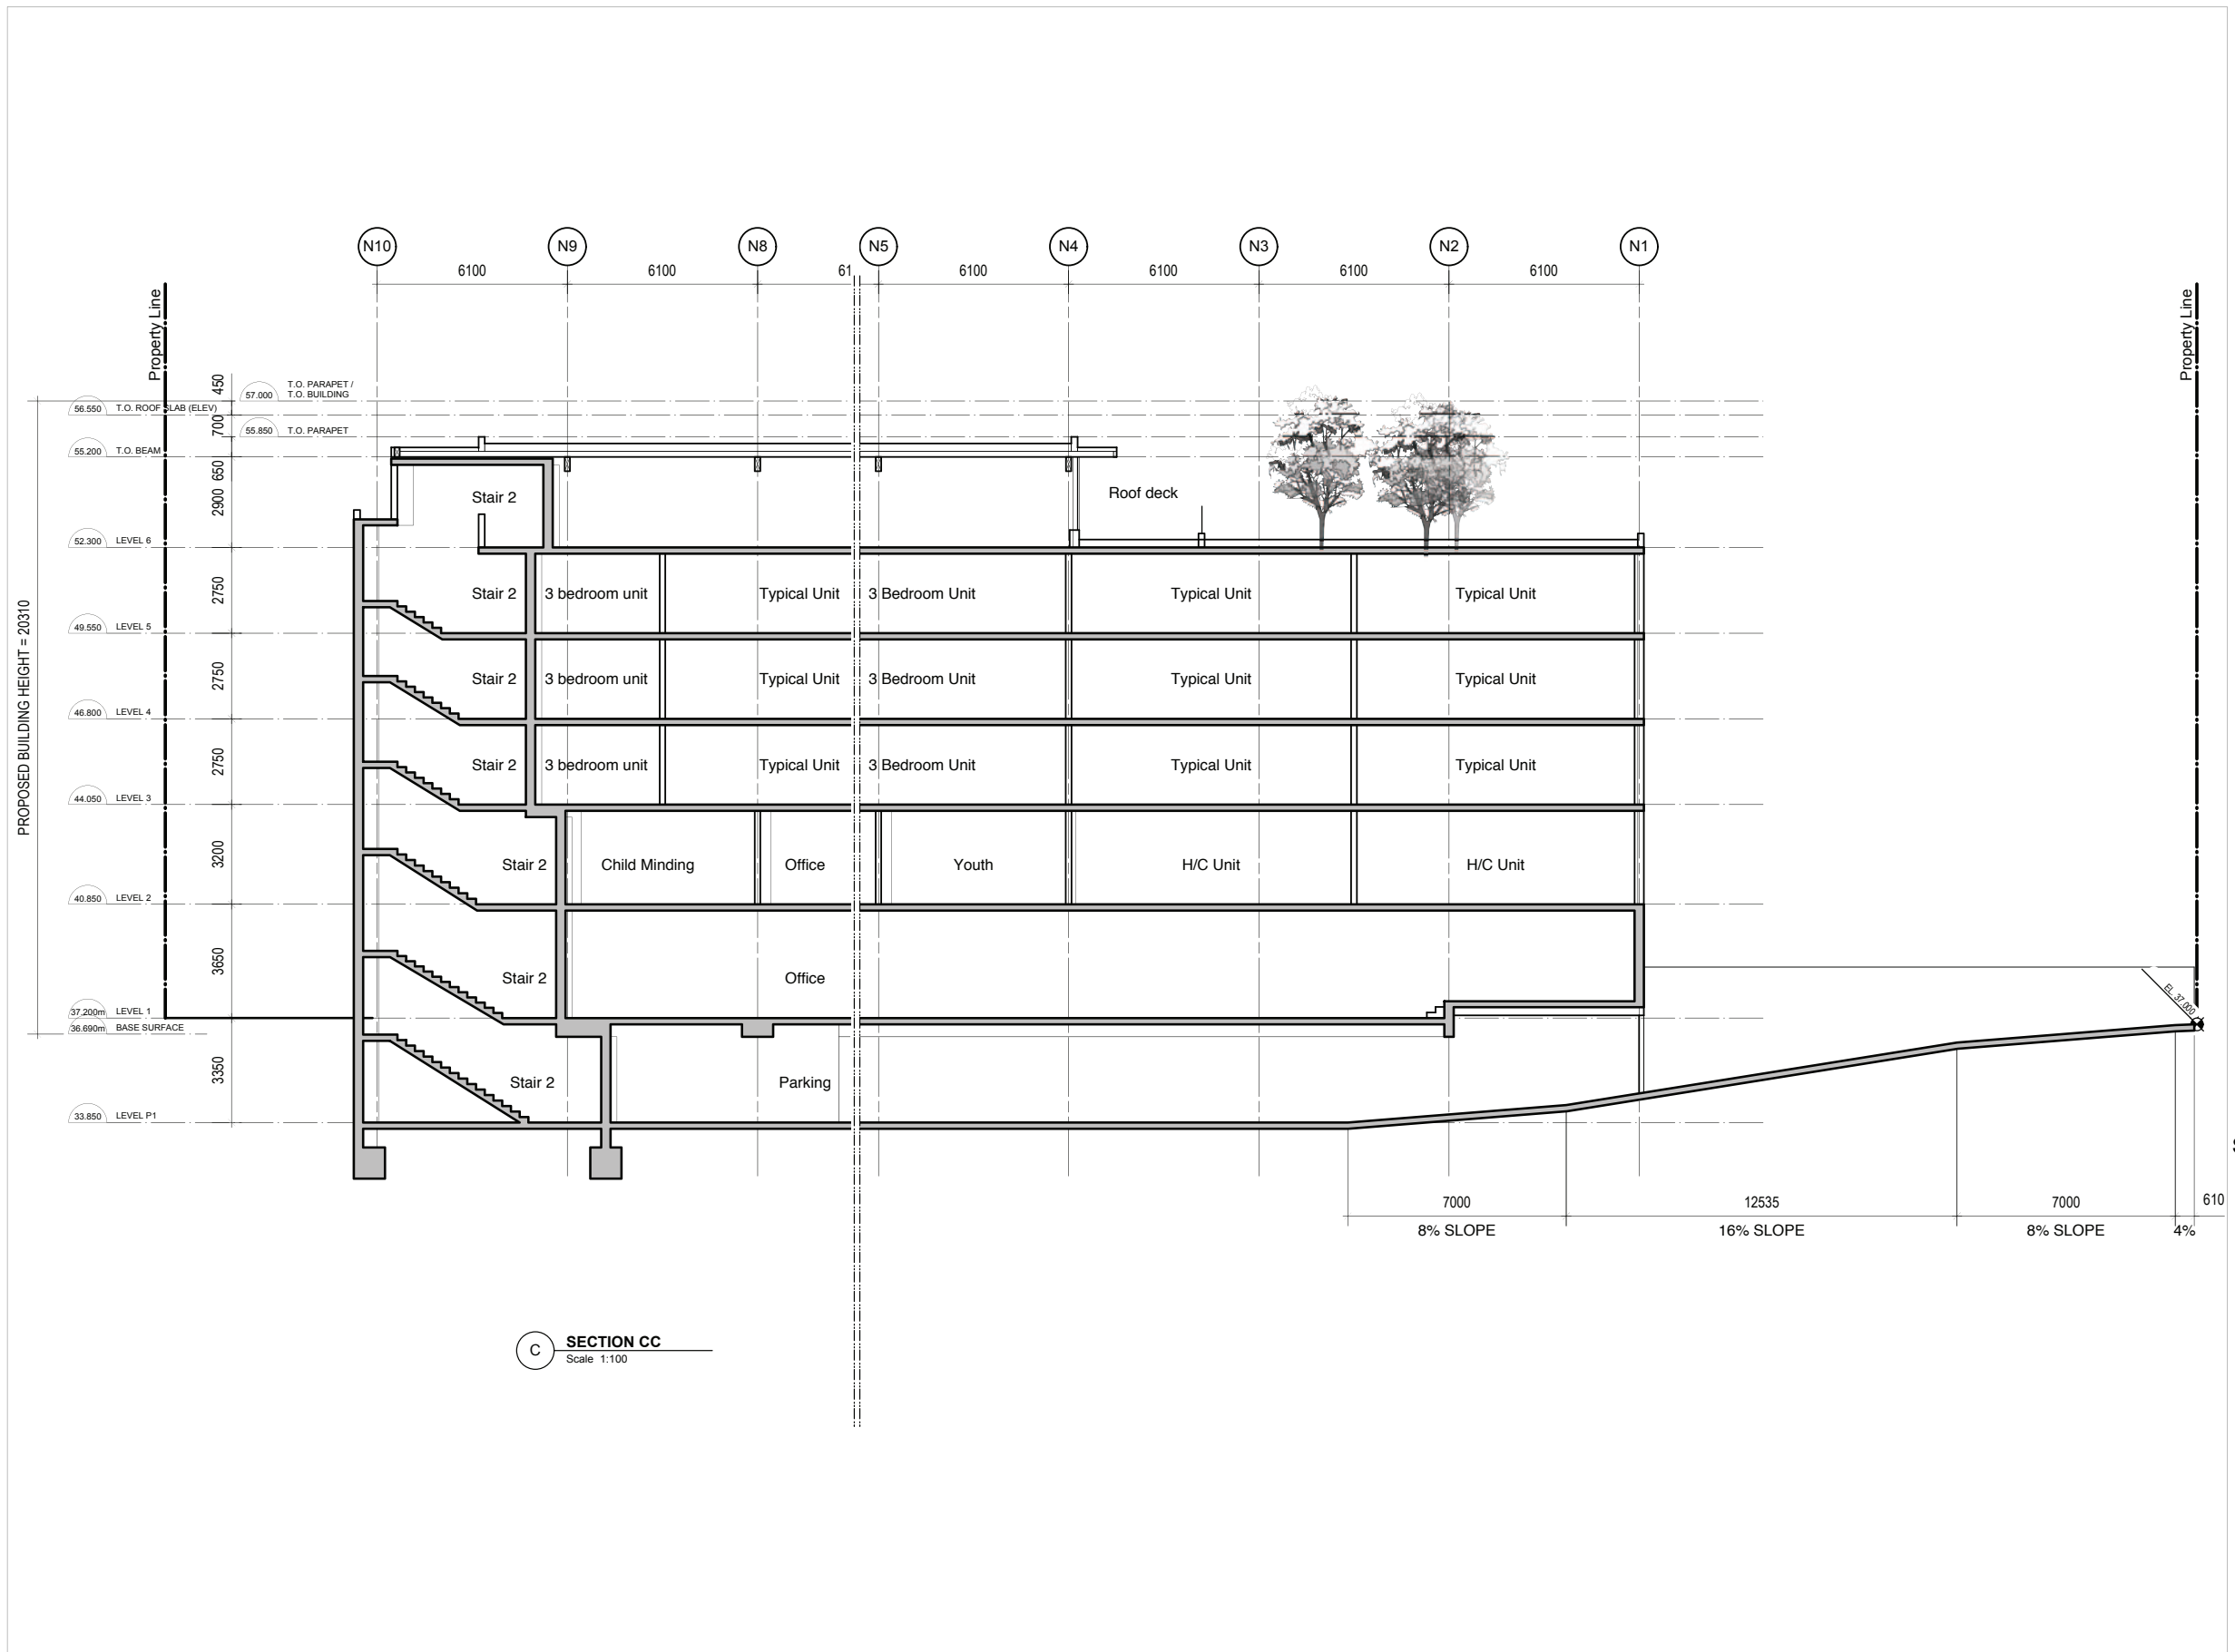 N10 N9 N8 N5 N4 N3 N2 N1
6100 6100 61 6100 6100 6100 6100
Property Line
Property Line
450
57.000 T.O. PARAPET /
T.O. BUILDING
56.550 T.O. ROOF SLAB (ELEV)
700
55.850 T.O. PARAPET
55.200 T.O. BEAM
650
2900
Stair 2 Roof deck
52.300 LEVEL 6
2750
Stair 2 3 bedroom unit Typical Unit 3 Bedroom Unit Typical Unit Typical Unit
49.550 LEVEL 5
2750
Stair 2 3 bedroom unit Typical Unit 3 Bedroom Unit Typical Unit Typical Unit
46.800 LEVEL 4
2750
Stair 2 3 bedroom unit Typical Unit 3 Bedroom Unit Typical Unit Typical Unit
44.050 LEVEL 3
PROPOSED BUILDING HEIGHT = 20310
3200
Stair 2 Child Minding Office Youth H/C Unit H/C Unit
40.850 LEVEL 2
3650
Stair 2 Office
EL. 37.000
37.200m LEVEL 1
36.690m BASE SURFACE
3350
Stair 2 Parking
33.850 LEVEL P1
7000 12535 7000 610
8% SLOPE 16% SLOPE 8% SLOPE 4%
C SECTION CC
Scale 1:100